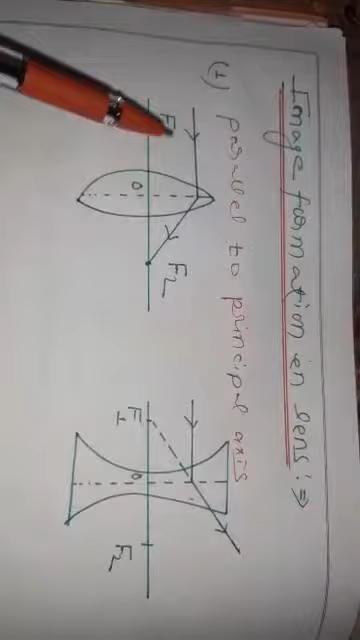 Image formation in lens :⇒
(1) parallel to principal axis
F1 O F2
F1 O F2